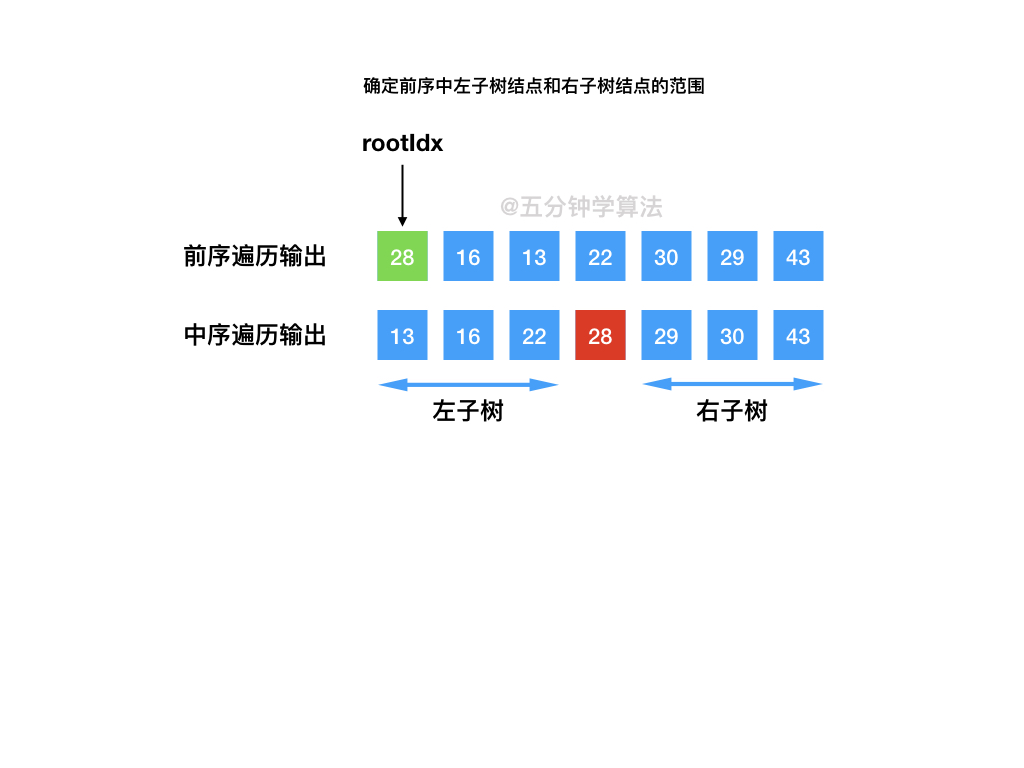 确定前序中左子树结点和右子树结点的范围
rootIdx
@五分钟学算法
前序遍历输出 28 16 13 22 30 29 43
中序遍历输出 13 16 22 28 29 30 43
左子树 右子树